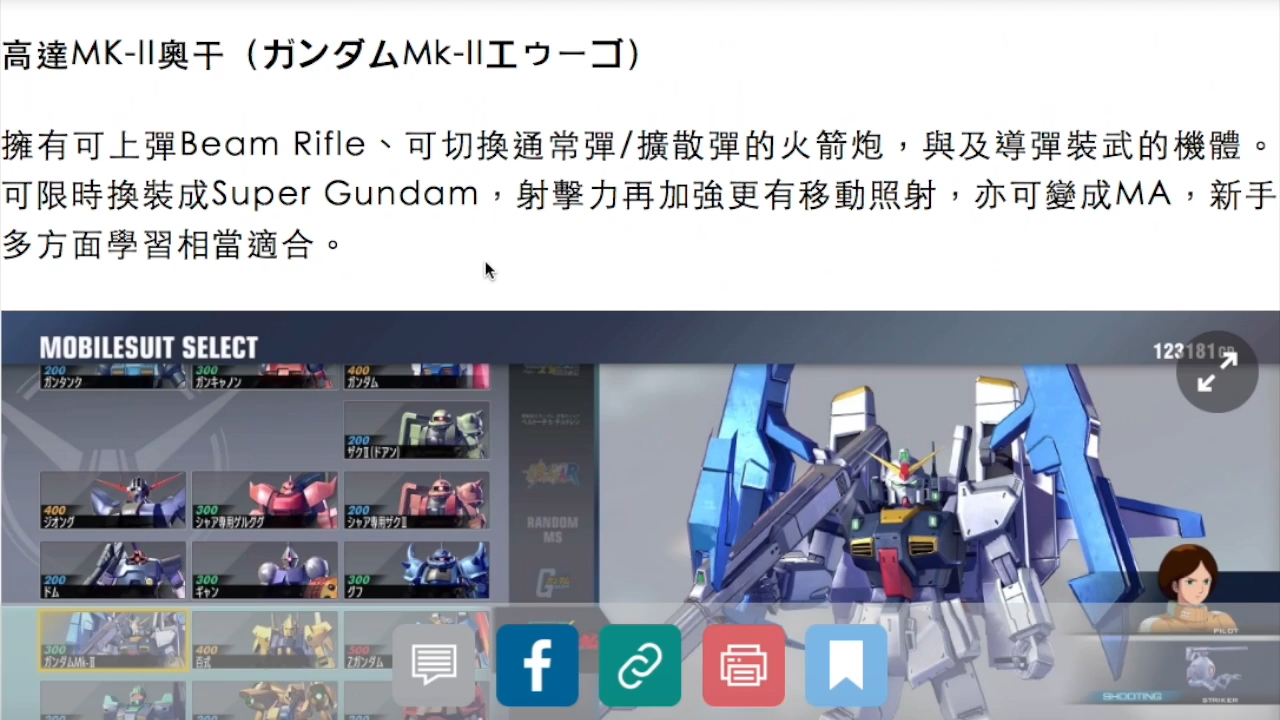 高達MK-II奧干（ガンダムMk-IIエゥーゴ）
擁有可上彈Beam Rifle、可切換通常彈/擴散彈的火箭炮，與及導彈裝武的機體。
可限時換裝成Super Gundam，射擊力再加強更有移動照射，亦可變成MA，新手
多方面學習相當適合。
MOBILESUIT SELECT
123181GP
200 ガンタンク
300 ガンキャノン
400 ガンダム
200 ザクⅡ(ドアン)
400 ジオング
300 シャア専用ゲルググ
200 シャア専用ザクⅡ
RANDOM
MS
200 ドム
300 ギャン
300 グフ
300 ガンダムMk-Ⅱ
400 百式
500 Zガンダム
PILOT
SHOOTING
STRIKER